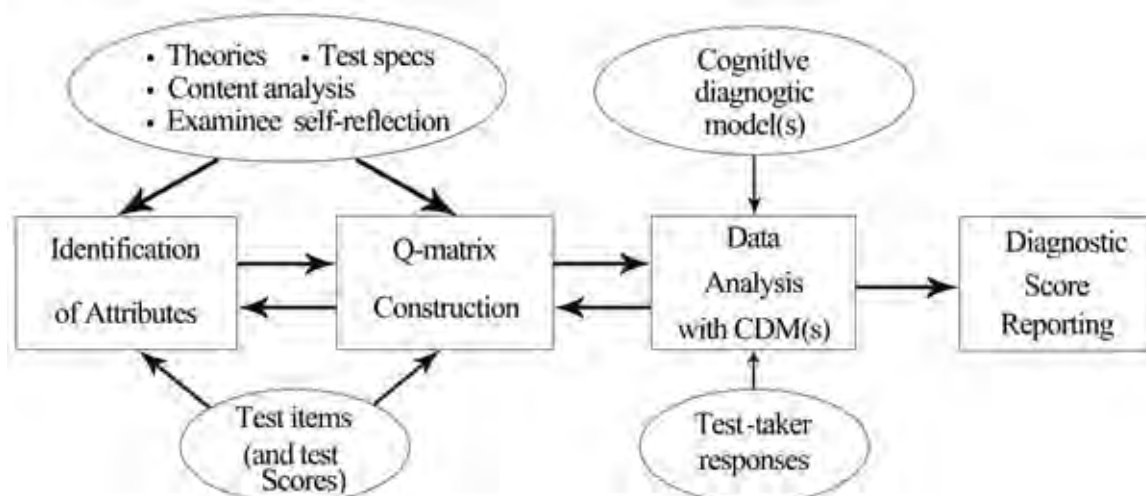 • Theories • Test specs
• Content analysis
• Examinee self-reflection
Cognitlve
diagnogtic
model(s)
Identification
of Attributes
Q-matrix
Construction
Data
Analysis
with CDM(s)
Diagnostic
Score
Reporting
Test items
(and test
Scores)
Test-taker
responses